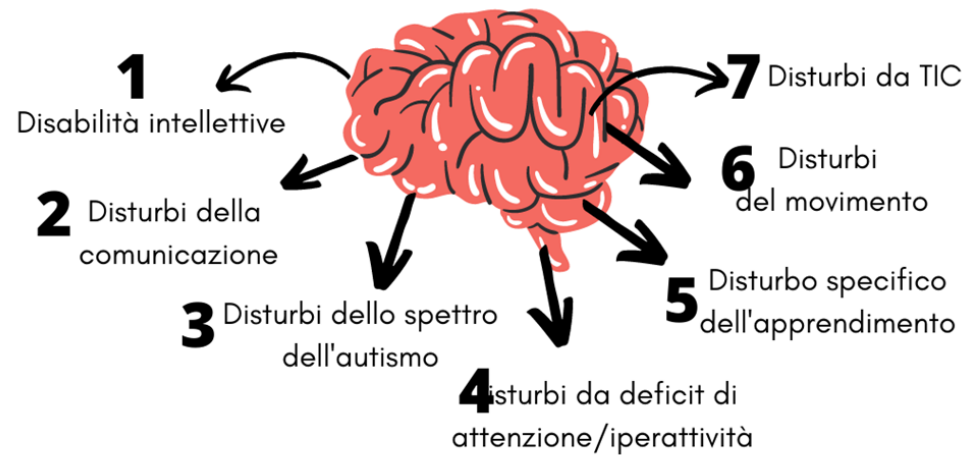 1
Disabilità intellettive
2 Disturbi della
comunicazione
3 Disturbi dello spettro
dell'autismo
4isturbi da deficit di
attenzione/iperattività
5 Disturbo specifico
dell'apprendimento
6 Disturbi
del movimento
7 Disturbi da TIC